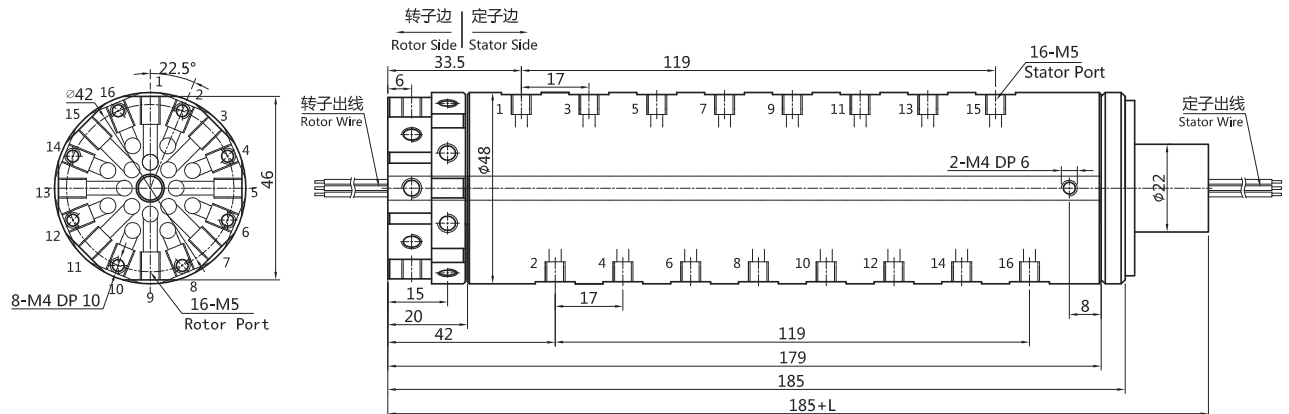 转子边 定子边
Rotor Side Stator Side
33.5
119
6
17
16-M5
Stator Port
22.5°
⌀42
1
2
3
4
5
6
7
8
9
10
11
12
13
14
15
16
46
8-M4 DP 10
16-M5
Rotor Port
转子出线
Rotor Wire
1 3 5 7 9 11 13 15
定子出线
Stator Wire
ϕ48
2-M4 DP 6
ϕ22
2 4 6 8 10 12 14 16
15
17
8
20
42
119
179
185
185+L